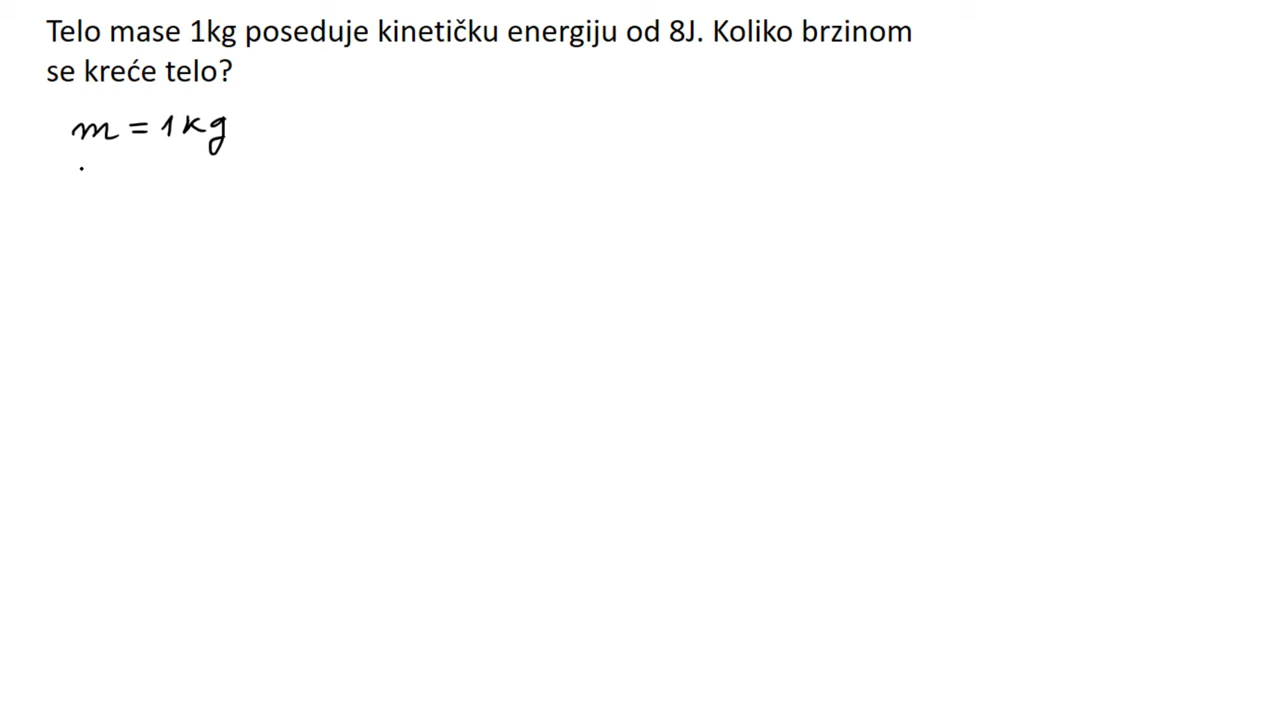 Telo mase 1kg poseduje kinetičku energiju od 8J. Koliko brzinom
se kreće telo?
m = 1kg